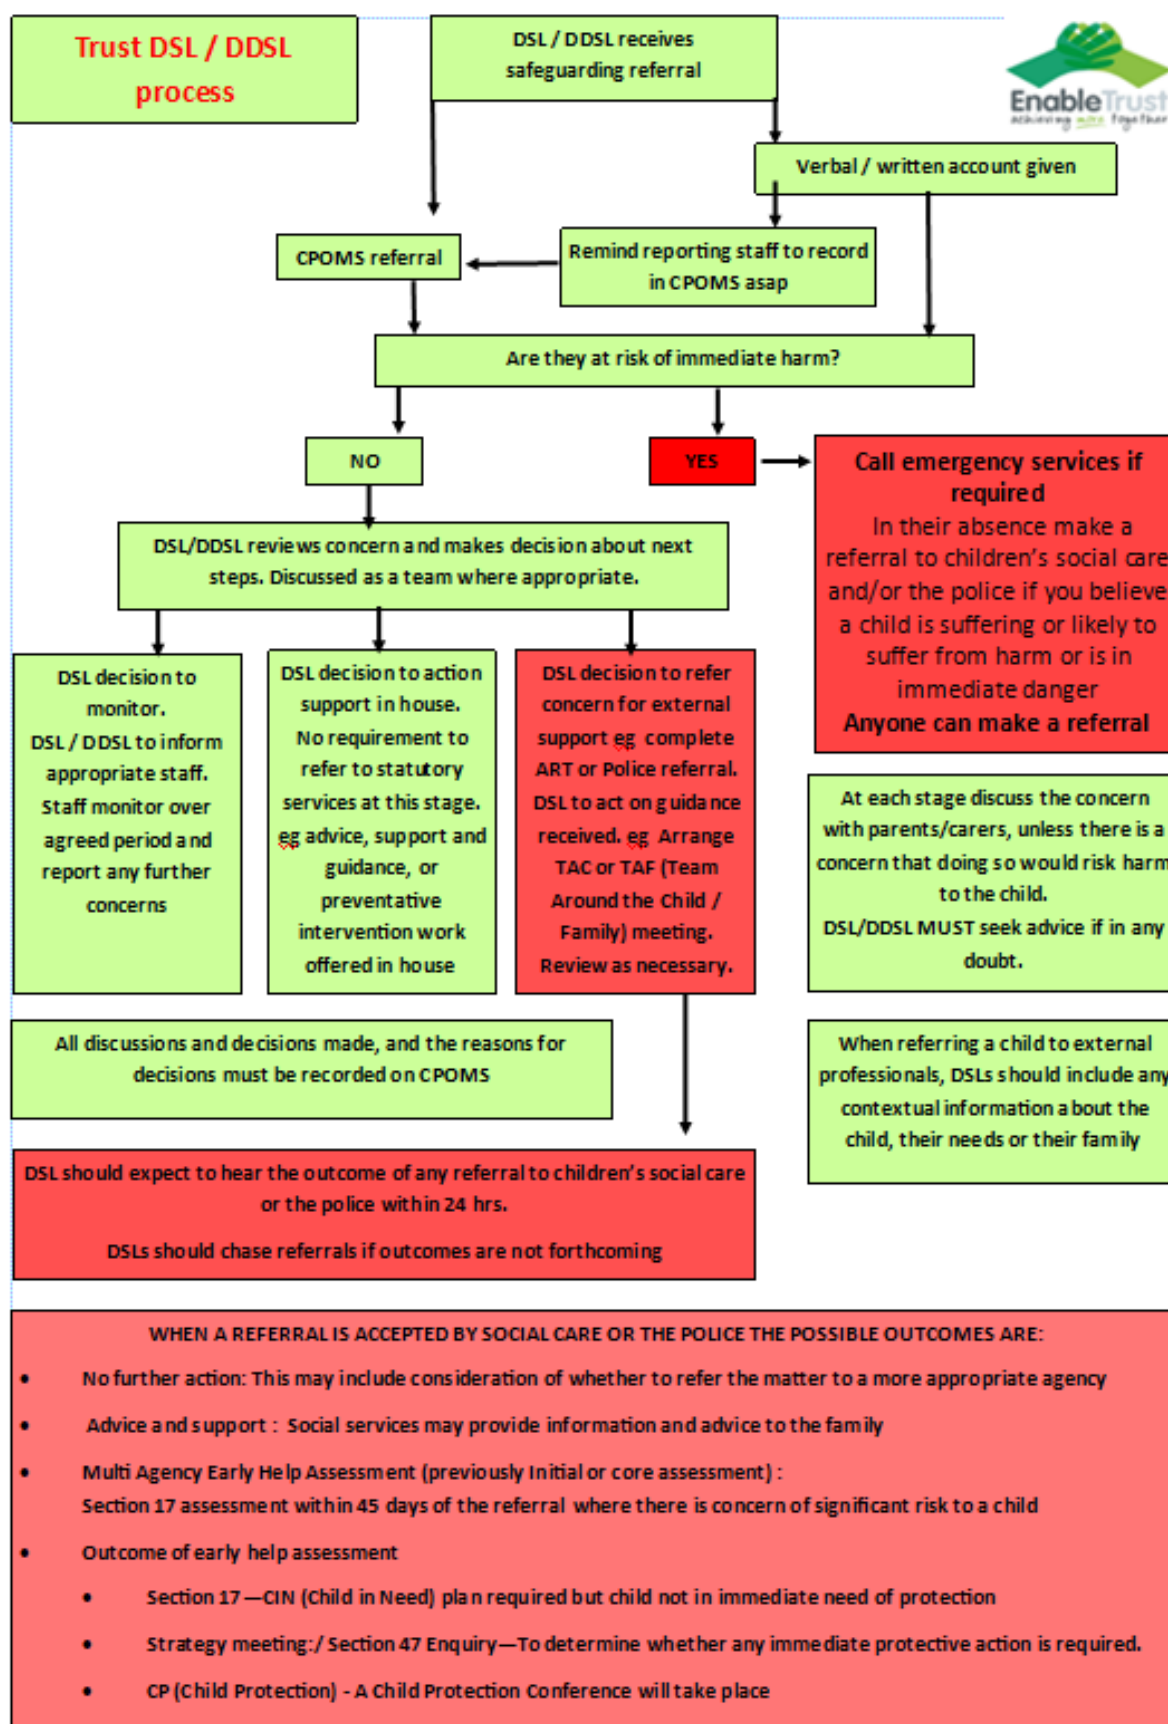 Trust DSL / DDSL
process
DSL / DDSL receives
safeguarding referral
EnableTrust
achieving more together
Verbal / written account given
CPOMS referral
Remind reporting staff to record
in CPOMS asap
Are they at risk of immediate harm?
NO
YES
Call emergency services if
required
In their absence make a
referral to children's social care
and/or the police if you believe
a child is suffering or likely to
suffer from harm or is in
immediate danger
Anyone can make a referral
DSL/DDSL reviews concern and makes decision about next
steps. Discussed as a team where appropriate.
DSL decision to
monitor.
DSL / DDSL to inform
appropriate staff.
Staff monitor over
agreed period and
report any further
concerns
DSL decision to action
support in house.
No requirement to
refer to statutory
services at this stage.
eg advice, support and
guidance, or
preventative
intervention work
offered in house
DSL decision to refer
concern for external
support eg complete
ART or Police referral.
DSL to act on guidance
received. eg Arrange
TAC or TAF (Team
Around the Child /
Family) meeting.
Review as necessary.
At each stage discuss the concern
with parents/carers, unless there is a
concern that doing so would risk harm
to the child.
DSL/DDSL MUST seek advice if in any
doubt.
All discussions and decisions made, and the reasons for
decisions must be recorded on CPOMS
When referring a child to external
professionals, DSLs should include any
contextual information about the
child, their needs or their family
DSL should expect to hear the outcome of any referral to children's social care
or the police within 24 hrs.
DSLs should chase referrals if outcomes are not forthcoming
WHEN A REFERRAL IS ACCEPTED BY SOCIAL CARE OR THE POLICE THE POSSIBLE OUTCOMES ARE:
• No further action: This may include consideration of whether to refer the matter to a more appropriate agency
• Advice and support : Social services may provide information and advice to the family
• Multi Agency Early Help Assessment (previously Initial or core assessment) :
Section 17 assessment within 45 days of the referral where there is concern of significant risk to a child
• Outcome of early help assessment
• Section 17 —CIN (Child in Need) plan required but child not in immediate need of protection
• Strategy meeting:/ Section 47 Enquiry—To determine whether any immediate protective action is required.
• CP (Child Protection) - A Child Protection Conference will take place